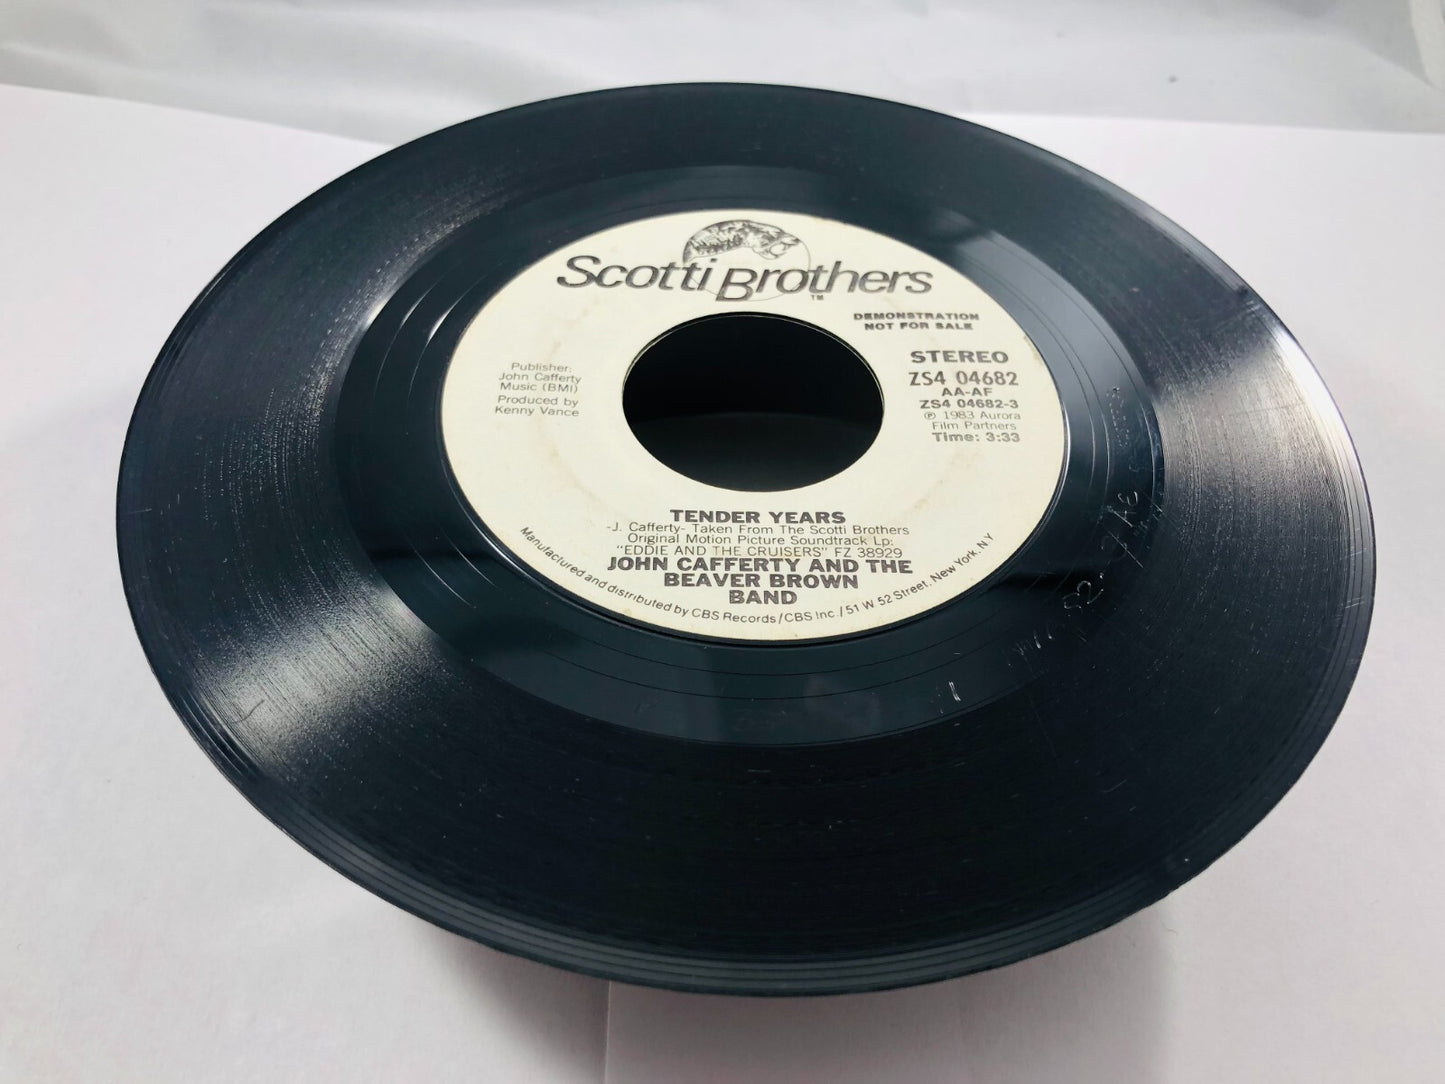 Scotti Brothers
TM
DEMONSTRATION
NOT FOR SALE
STEREO
ZS4 04682
AA-AF
ZS4 04682-3
℗ 1983 Aurora
Film Partners
Time: 3:33
Publisher:
John Cafferty
Music (BMI)
Produced by
Kenny Vance
TENDER YEARS
-J. Cafferty- Taken From The Scotti Brothers
Original Motion Picture Soundtrack Lp:
"EDDIE AND THE CRUISERS" FZ 38929
JOHN CAFFERTY AND THE
BEAVER BROWN
BAND
Manufactured and distributed by CBS Records/CBS Inc./51 W 52 Street, New York, N.Y